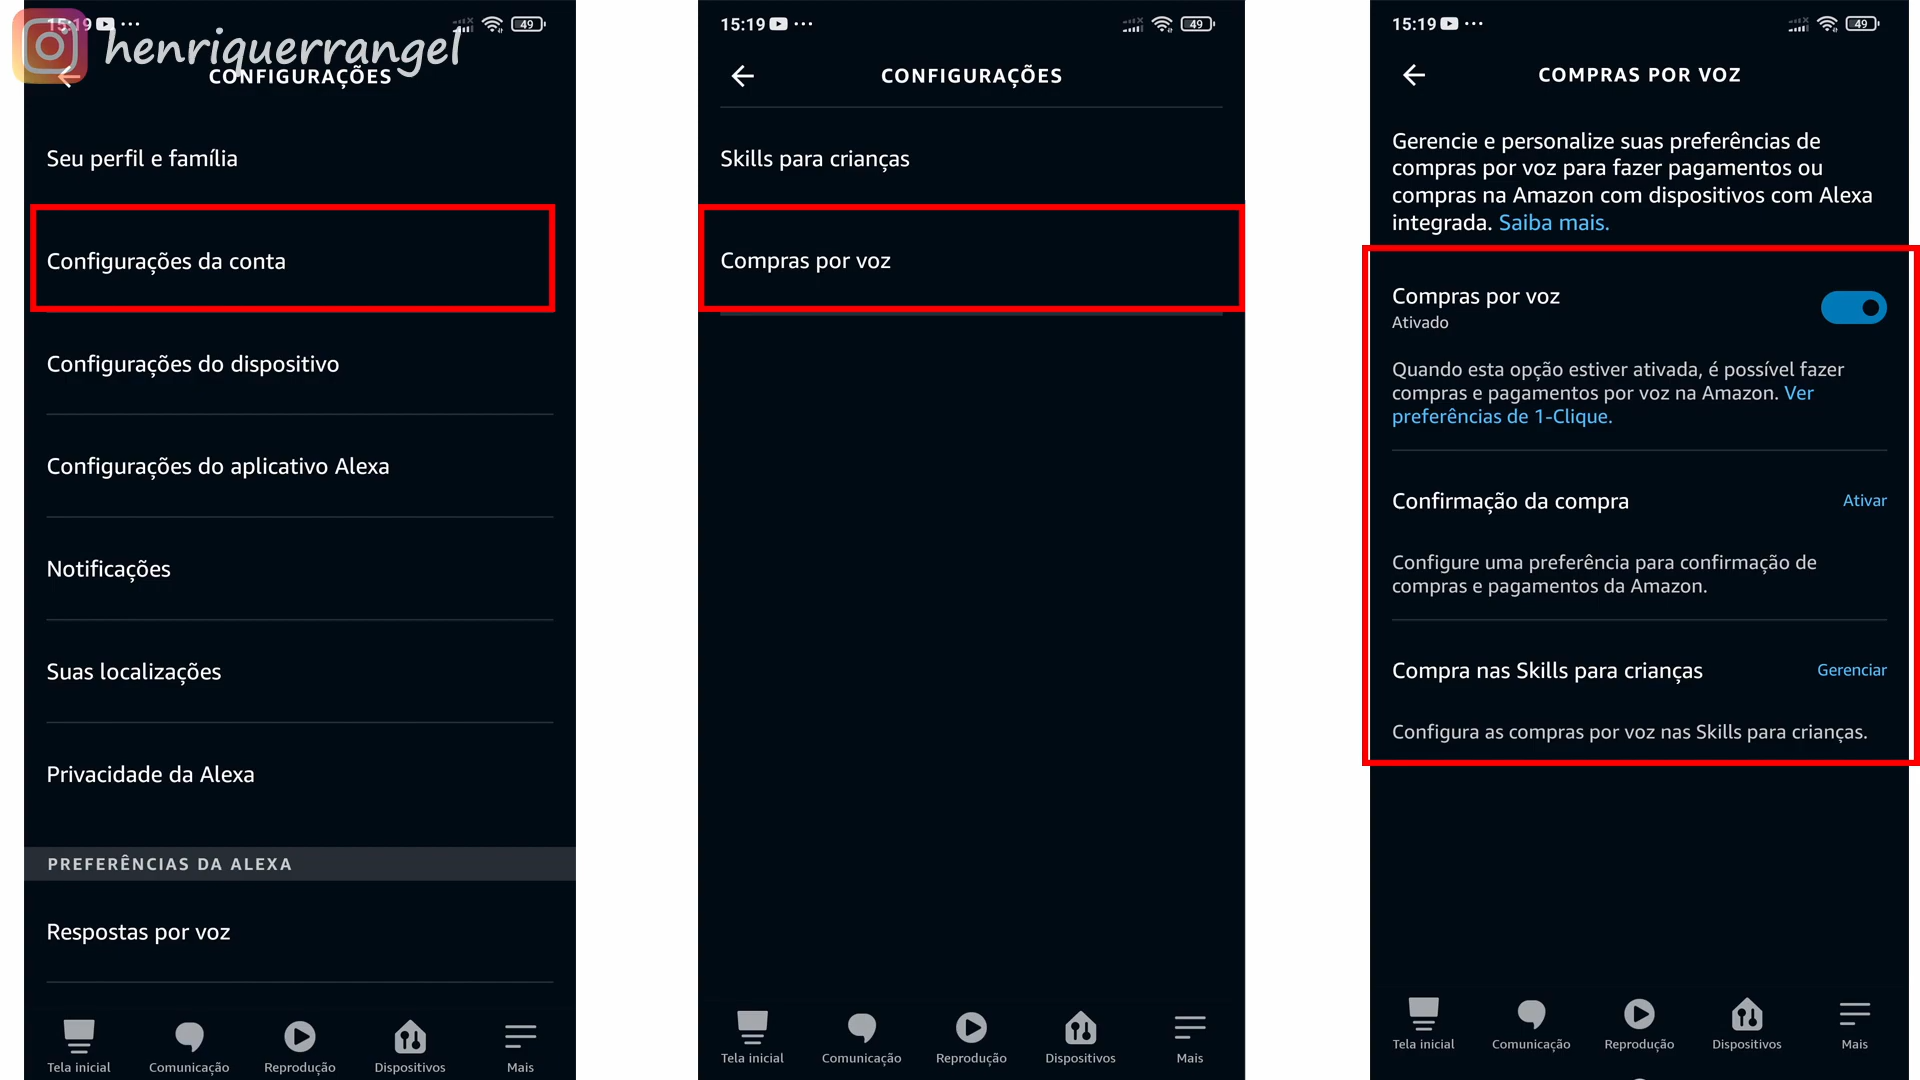 henriquerrangel
15:19
49
CONFIGURAÇÕES
Seu perfil e família
Configurações da conta
Configurações do dispositivo
Configurações do aplicativo Alexa
Notificações
Suas localizações
Privacidade da Alexa
PREFERÊNCIAS DA ALEXA
Respostas por voz
Tela inicial
Comunicação
Reprodução
Dispositivos
Mais
15:19
49
CONFIGURAÇÕES
Skills para crianças
Compras por voz
Tela inicial
Comunicação
Reprodução
Dispositivos
Mais
15:19
49
COMPRAS POR VOZ
Gerencie e personalize suas preferências de
compras por voz para fazer pagamentos ou
compras na Amazon com dispositivos com Alexa
integrada. Saiba mais.
Compras por voz
Ativado
Quando esta opção estiver ativada, é possível fazer
compras e pagamentos por voz na Amazon. Ver
preferências de 1-Clique.
Confirmação da compra
Ativar
Configure uma preferência para confirmação de
compras e pagamentos da Amazon.
Compra nas Skills para crianças
Gerenciar
Configura as compras por voz nas Skills para crianças.
Tela inicial
Comunicação
Reprodução
Dispositivos
Mais